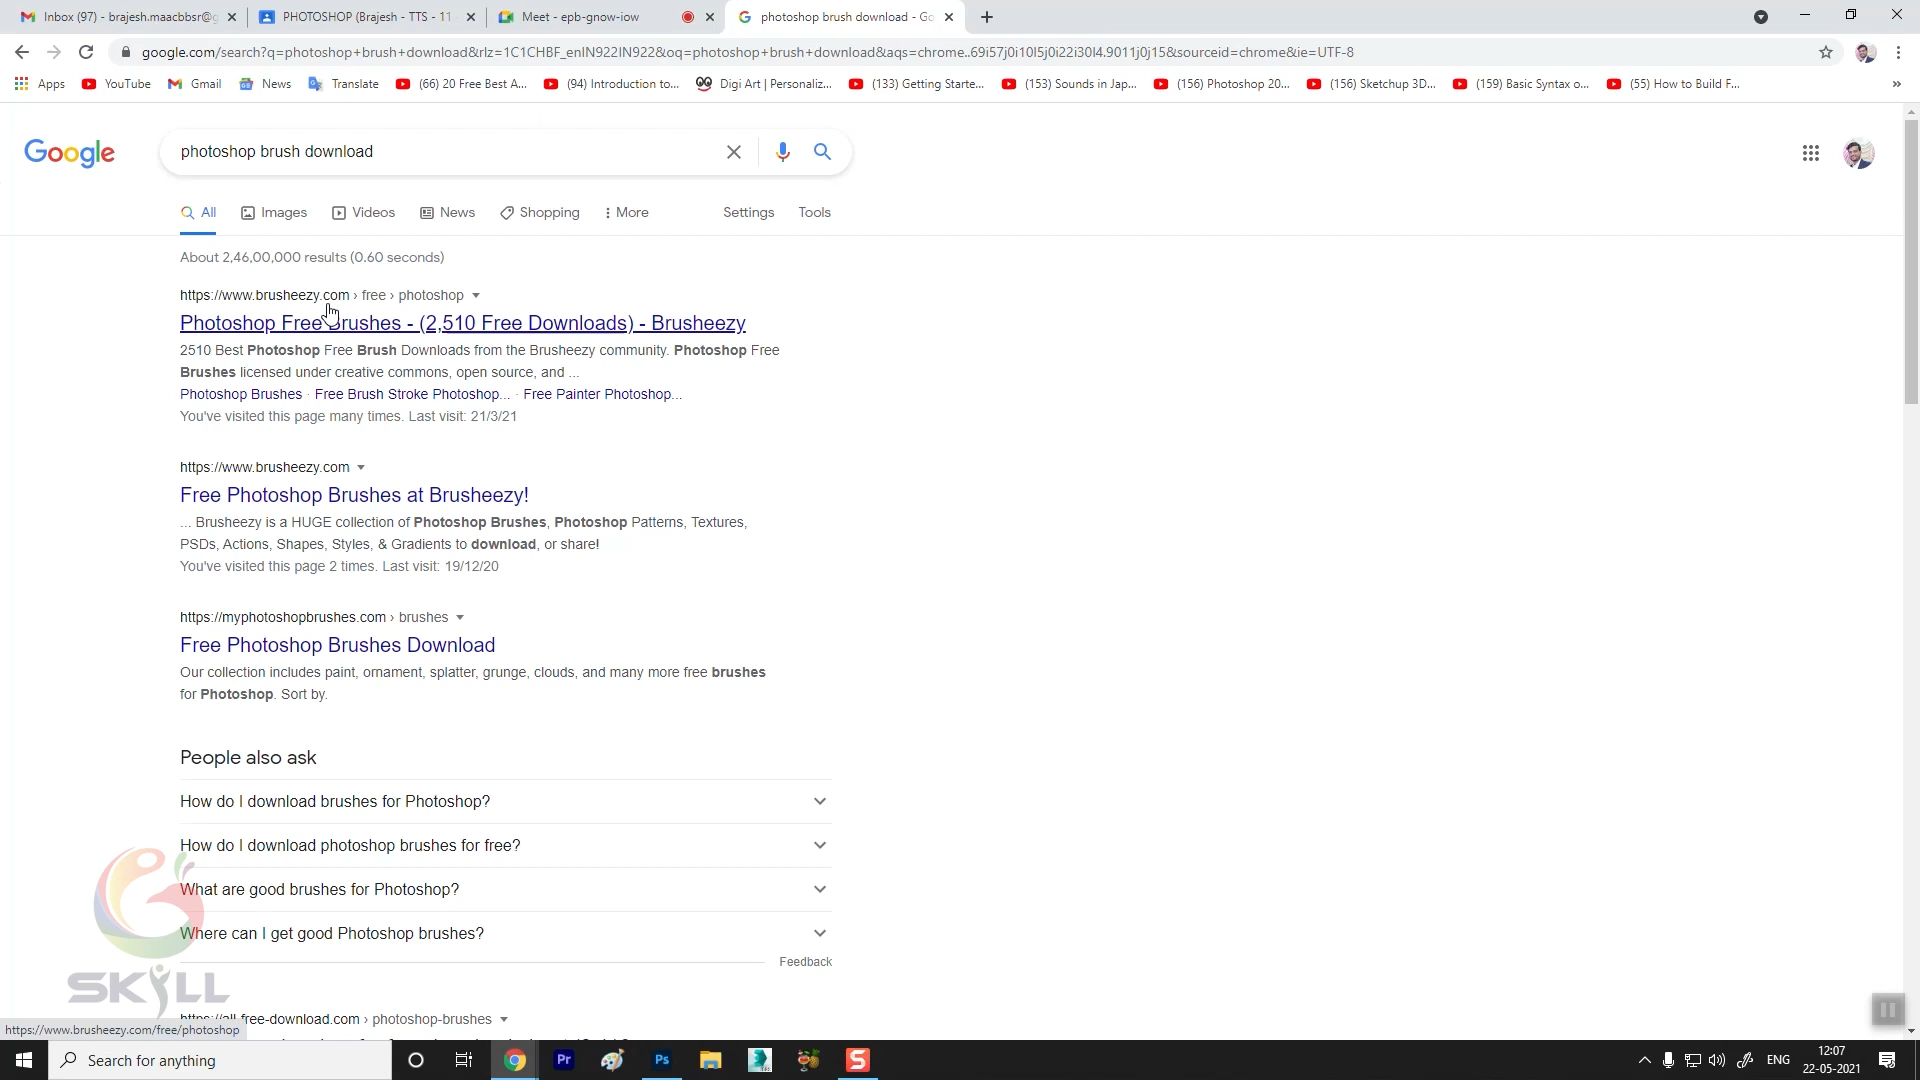 Inbox (97) - brajesh.maacbbsr@g
PHOTOSHOP (Brajesh - TTS - 11
Meet - epb-gnow-iow
photoshop brush download - Go
google.com/search?q=photoshop+brush+download&rlz=1C1CHBF_enIN922IN922&oq=photoshop+brush+download&aqs=chrome..69i57j0i10l5j0i22i30l4.9011j0j15&sourceid=chrome&ie=UTF-8
Apps YouTube Gmail News Translate (66) 20 Free Best A... (94) Introduction to... Digi Art | Personaliz... (133) Getting Starte... (153) Sounds in Jap... (156) Photoshop 20... (156) Sketchup 3D... (159) Basic Syntax o... (55) How to Build F... »
Google
photoshop brush download
All Images Videos News Shopping More Settings Tools
About 2,46,00,000 results (0.60 seconds)
https://www.brusheezy.com › free › photoshop
Photoshop Free Brushes - (2,510 Free Downloads) - Brusheezy
2510 Best Photoshop Free Brush Downloads from the Brusheezy community. Photoshop Free
Brushes licensed under creative commons, open source, and ...
Photoshop Brushes · Free Brush Stroke Photoshop... · Free Painter Photoshop...
You've visited this page many times. Last visit: 21/3/21
https://www.brusheezy.com
Free Photoshop Brushes at Brusheezy!
... Brusheezy is a HUGE collection of Photoshop Brushes, Photoshop Patterns, Textures,
PSDs, Actions, Shapes, Styles, & Gradients to download, or share!
You've visited this page 2 times. Last visit: 19/12/20
https://myphotoshopbrushes.com › brushes
Free Photoshop Brushes Download
Our collection includes paint, ornament, splatter, grunge, clouds, and many more free brushes
for Photoshop. Sort by.
People also ask
How do I download brushes for Photoshop?
How do I download photoshop brushes for free?
What are good brushes for Photoshop?
Where can I get good Photoshop brushes?
Feedback
SKILL
https://all-free-download.com › photoshop-brushes
https://www.brusheezy.com/free/photoshop
Search for anything
Pr
Ps
S
ENG
12:07
22-05-2021